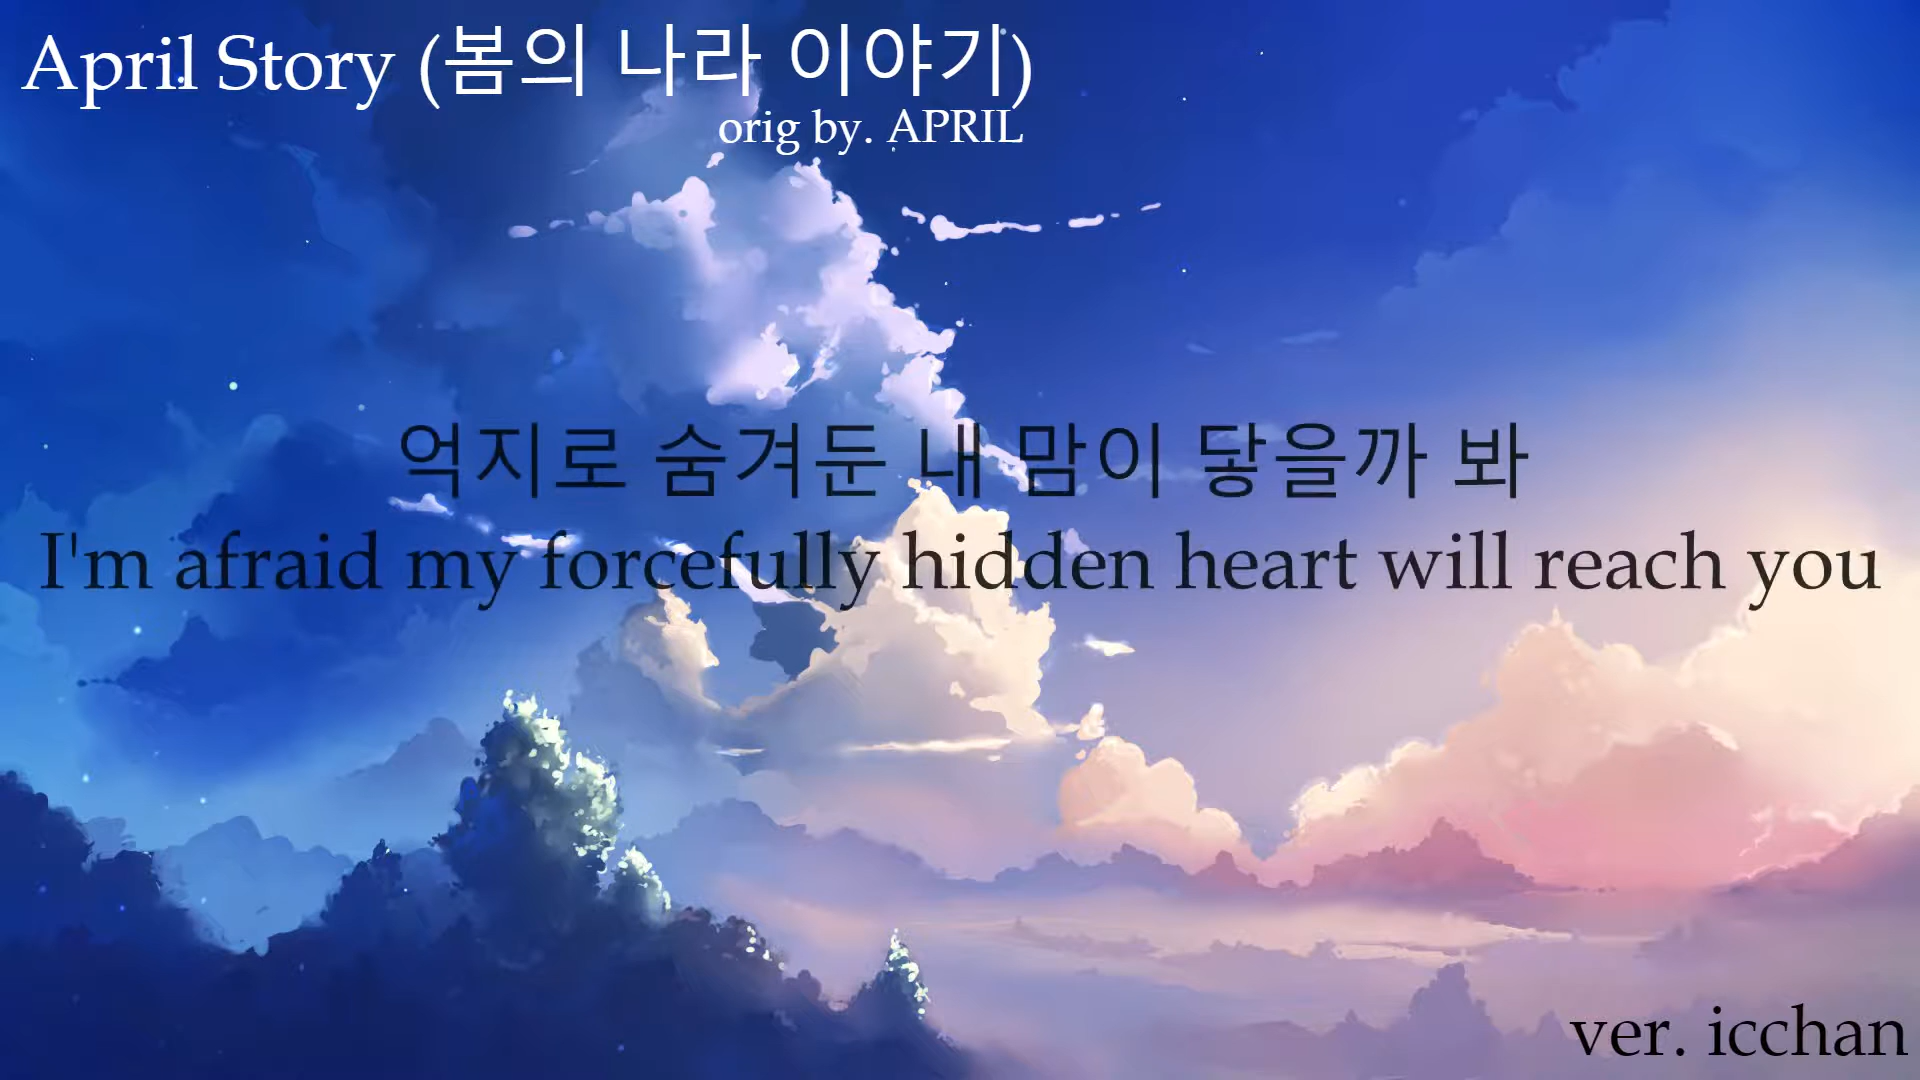 April Story (봄의 나라 이야기)
orig by. APRIL
억지로 숨겨둔 내 맘이 닿을까 봐
I'm afraid my forcefully hidden heart will reach you
ver. icchan